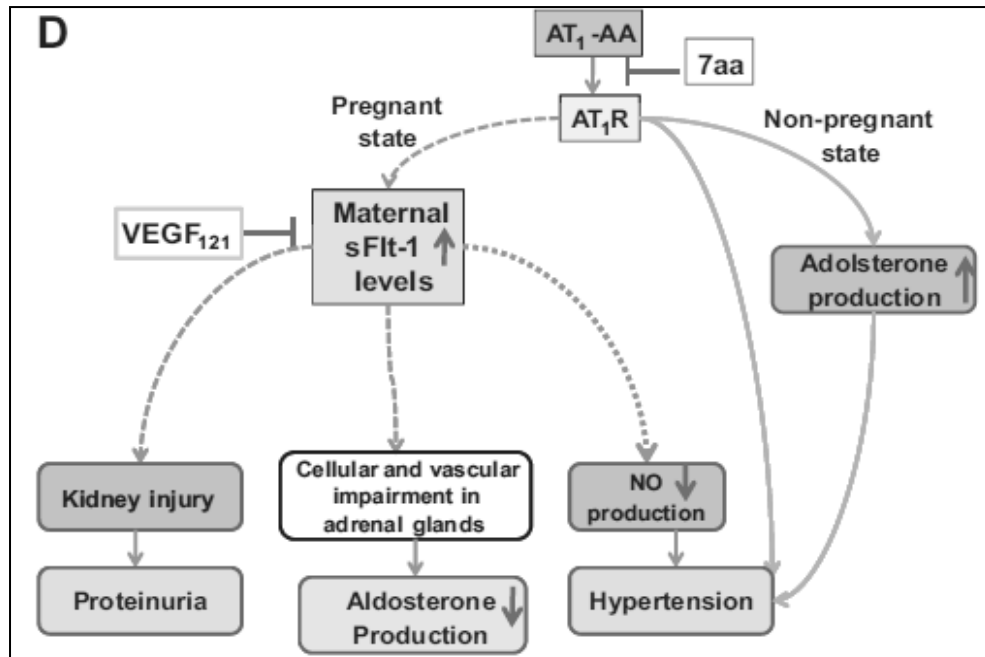 D
AT₁-AA
7aa
AT₁R
Pregnant
state
Non-pregnant
state
VEGF₁₂₁
Maternal
sFlt-1
levels
Adolsterone
production
Kidney injury
Cellular and vascular
impairment in
adrenal glands
NO
production
Proteinuria
Aldosterone
Production
Hypertension